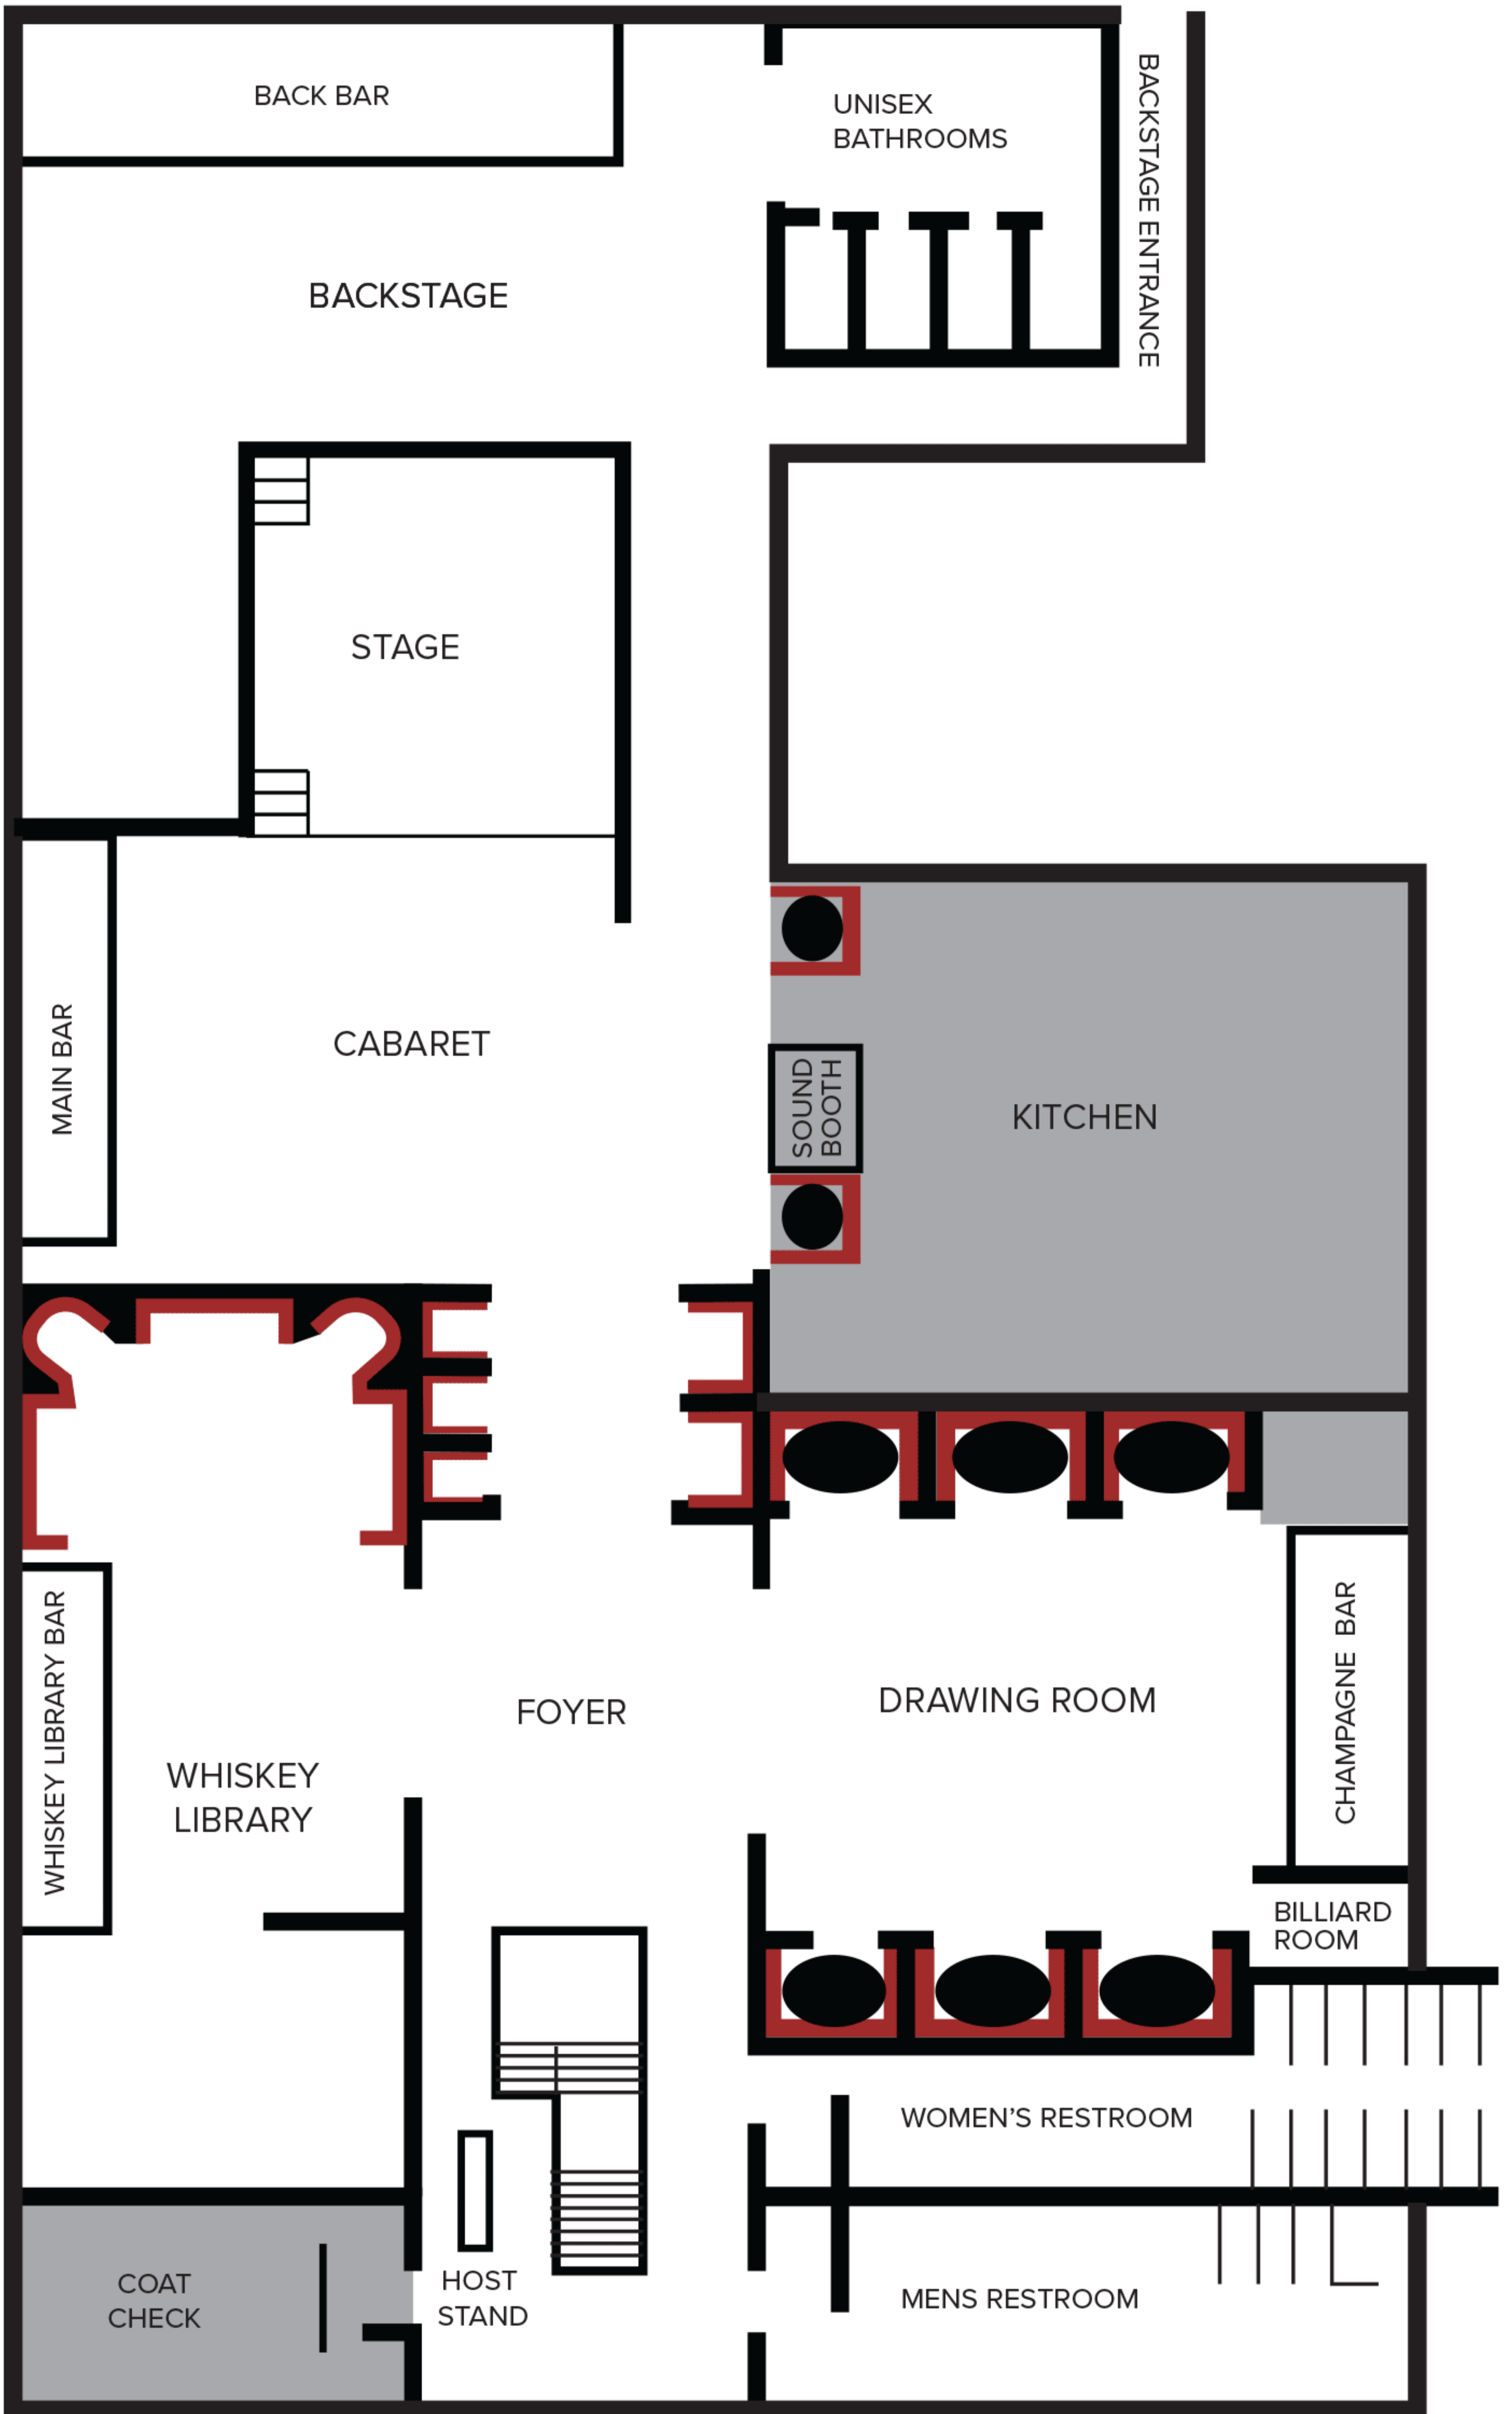 BACK BAR
UNISEX
BATHROOMS
BACKSTAGE ENTRANCE
BACKSTAGE
STAGE
CABARET
MAIN BAR
SOUND
BOOTH
KITCHEN
WHISKEY LIBRARY BAR
WHISKEY
LIBRARY
FOYER
DRAWING ROOM
CHAMPAGNE BAR
BILLIARD
ROOM
WOMEN’S RESTROOM
COAT
CHECK
HOST
STAND
MENS RESTROOM